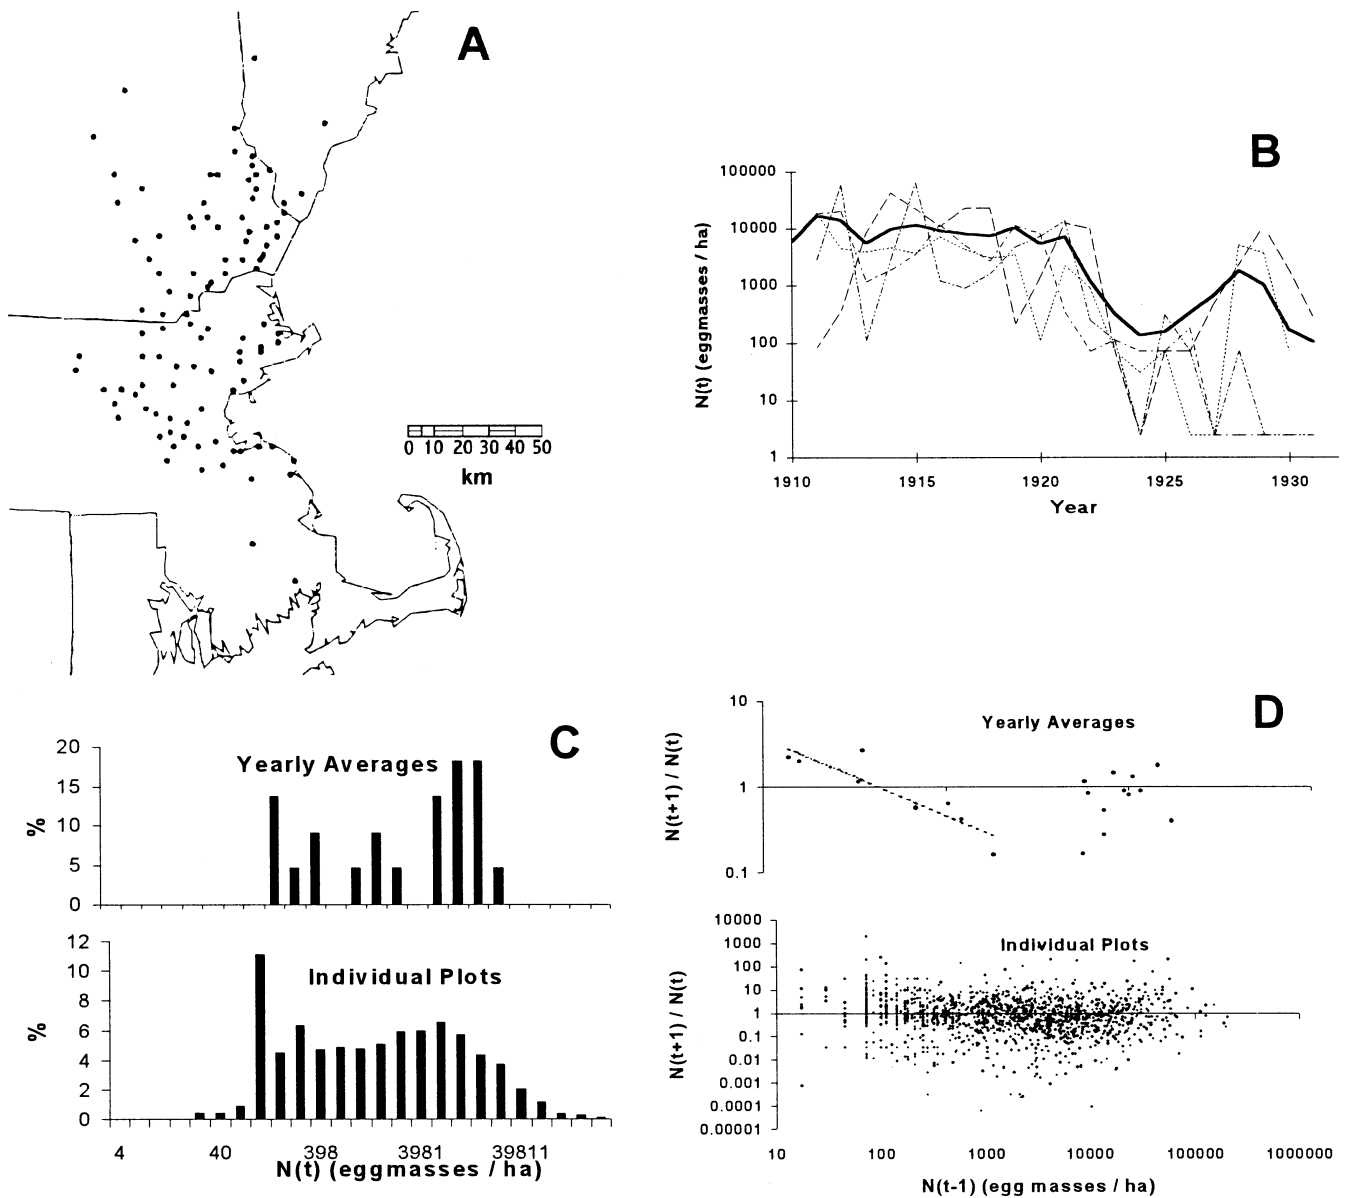 A
0 10 20 30 40 50
km
B
100000
10000
1000
100
10
1
N(t) (eggmasses / ha)
1910 1915 1920 1925 1930
Year
C
20
15
10
5
0
%
Yearly Averages
12
10
8
6
4
2
0
%
Individual Plots
4 40 398 3981 39811
N(t) (eggmasses / ha)
D
10
1
0.1
N(t+1) / N(t)
Yearly Averages
10000
1000
100
10
1
0.1
0.01
0.001
0.0001
0.00001
N(t+1) / N(t)
Individual Plots
10 100 1000 10000 100000 1000000
N(t-1) (egg masses / ha)